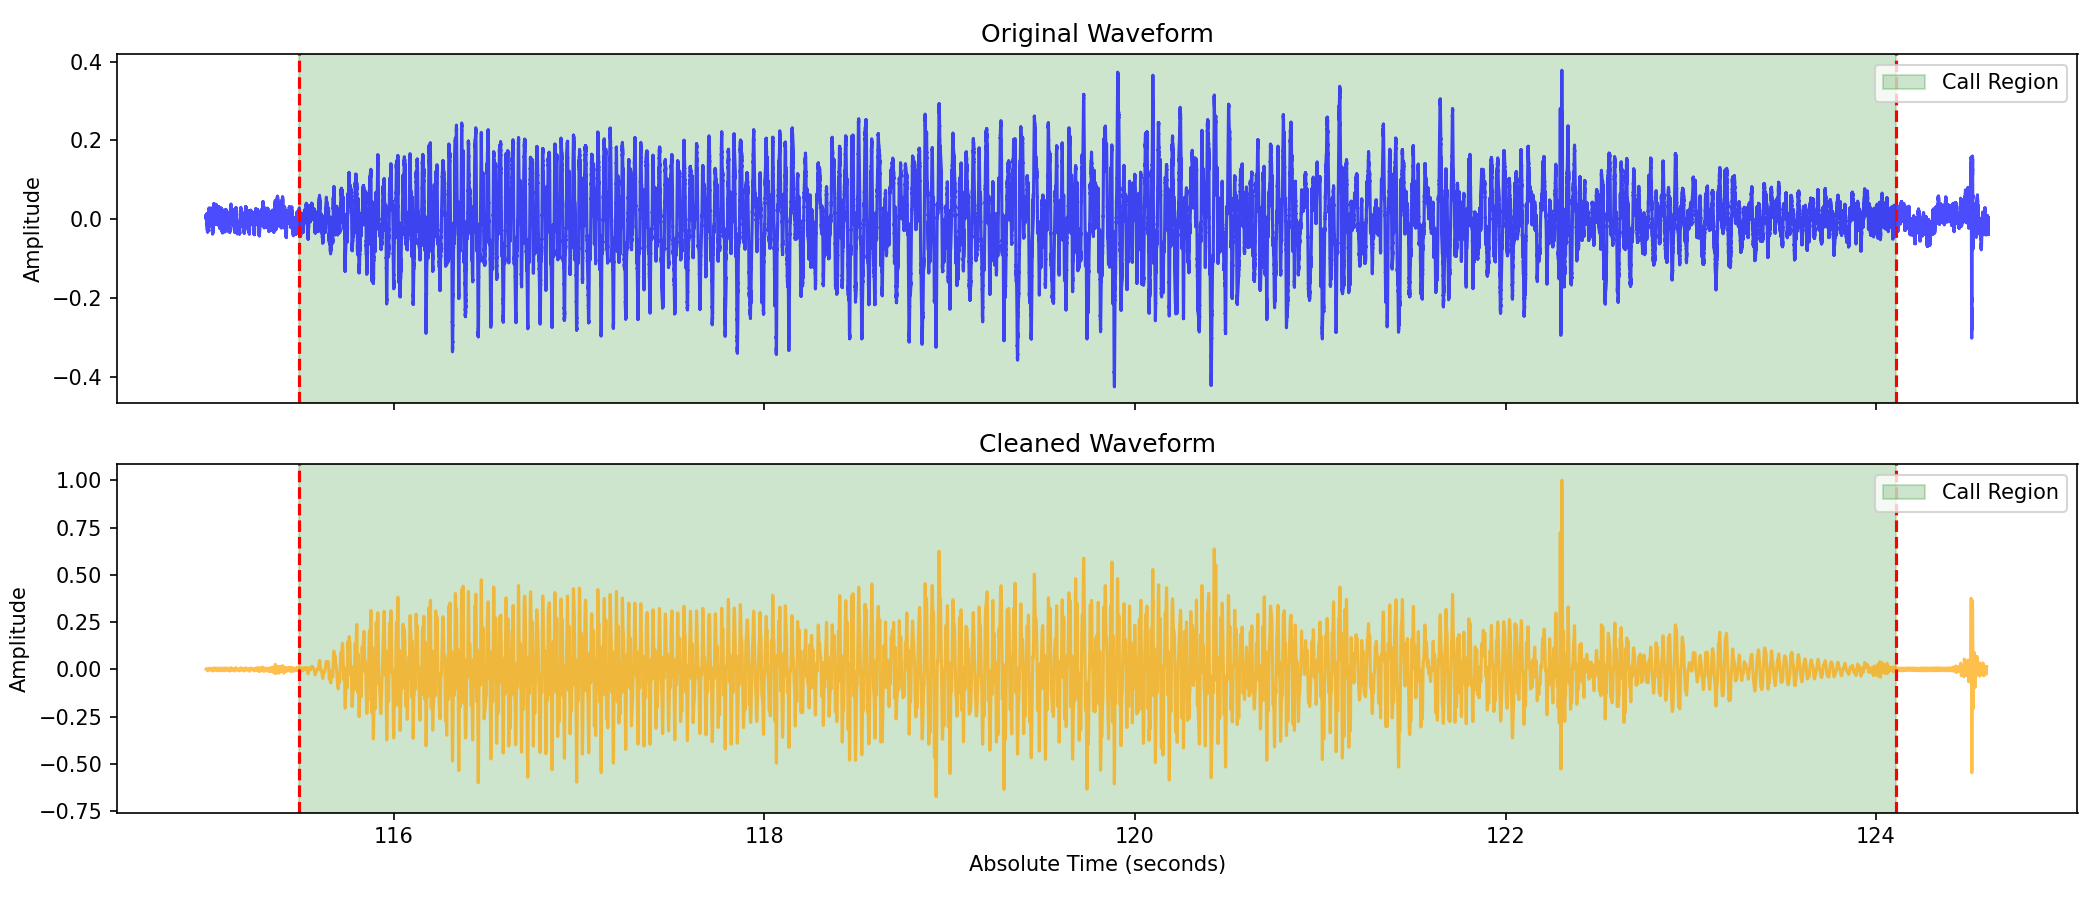 Original Waveform
0.4
0.2
0.0
−0.2
−0.4
Amplitude
Call Region
Cleaned Waveform
1.00
0.75
0.50
0.25
0.00
−0.25
−0.50
−0.75
Amplitude
Call Region
116 118 120 122 124
Absolute Time (seconds)